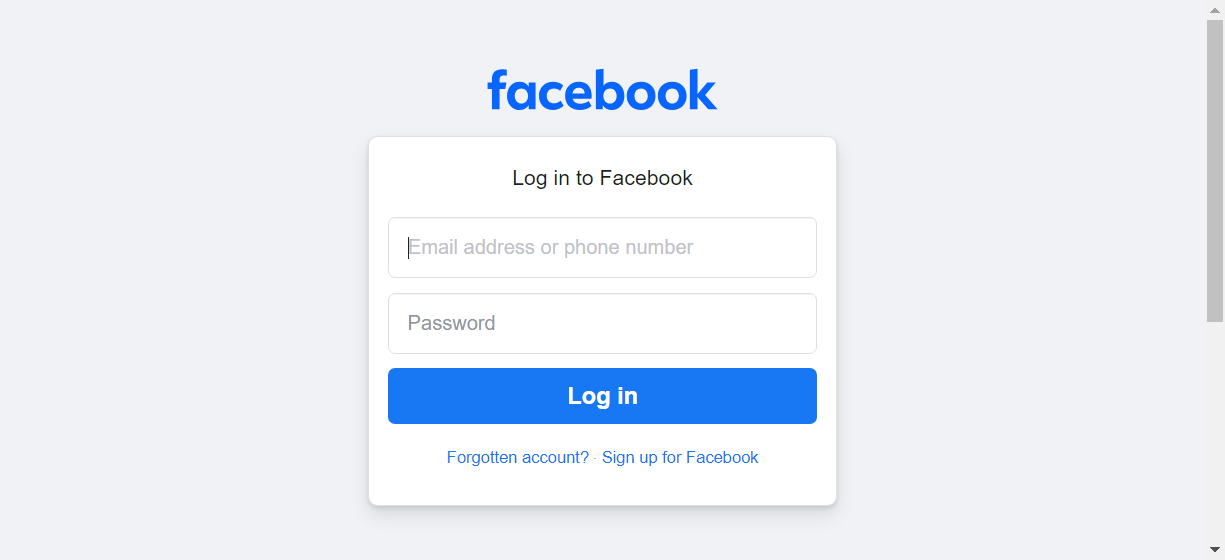 facebook
Log in to Facebook
Email address or phone number
Password
Log in
Forgotten account? · Sign up for Facebook